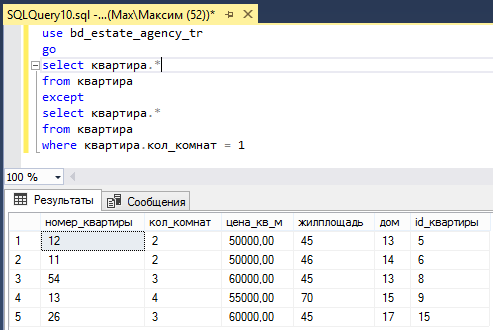 SQLQuery10.sql -...(Max\Максим (52))*
use bd_estate_agency_tr
go
select квартира.*
from квартира
except
select квартира.*
from квартира
where квартира.кол_комнат = 1
100 %
Результаты Сообщения
номер_квартиры кол_комнат цена_кв_м жилплощадь дом id_квартиры
1 12 2 50000,00 45 13 5
2 11 2 50000,00 46 14 6
3 54 3 60000,00 45 13 8
4 13 4 55000,00 70 15 9
5 26 3 60000,00 45 17 15